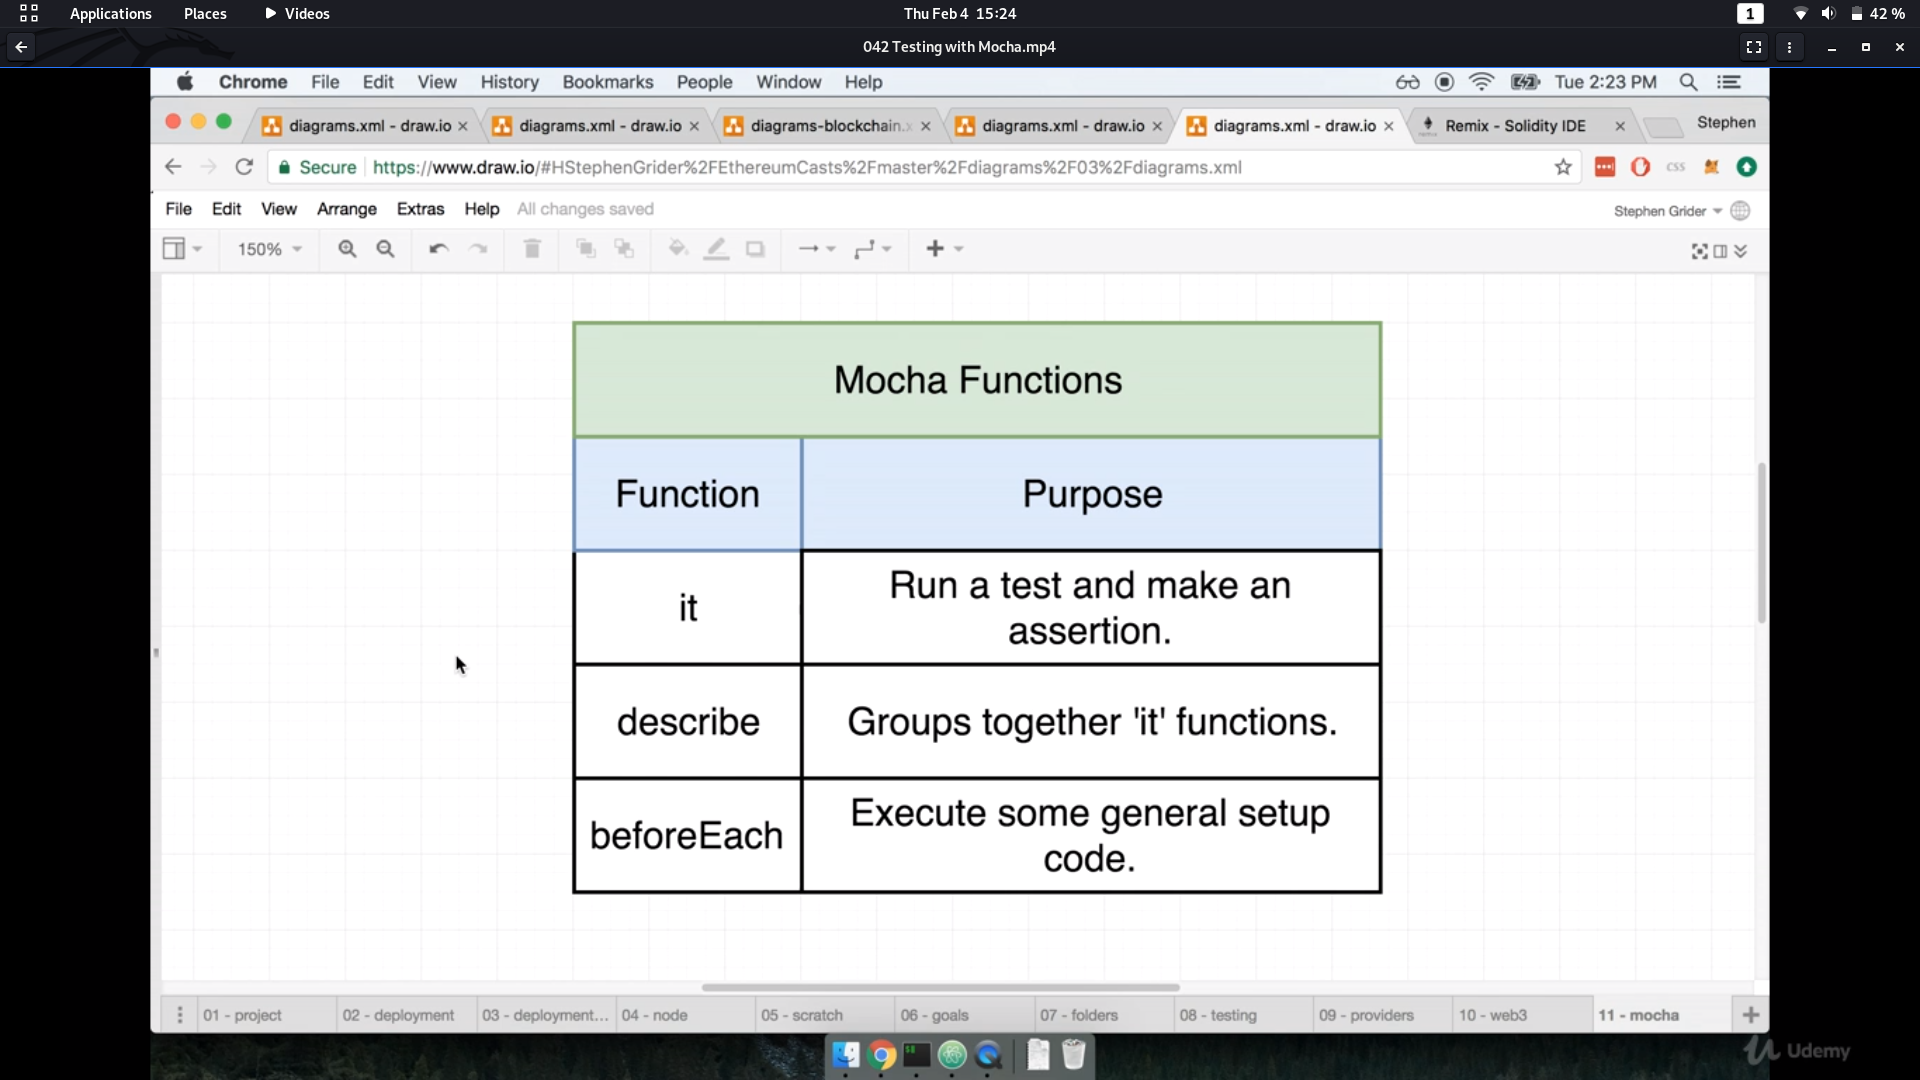 Applications Places Videos Thu Feb 4 15:24 1 42 %
042 Testing with Mocha.mp4
Chrome File Edit View History Bookmarks People Window Help Tue 2:23 PM
diagrams.xml - draw.io diagrams.xml - draw.io diagrams-blockchain.x diagrams.xml - draw.io diagrams.xml - draw.io Remix - Solidity IDE Stephen
Secure https://www.draw.io/#HStephenGrider%2FEthereumCasts%2Fmaster%2Fdiagrams%2F03%2Fdiagrams.xml CSS
File Edit View Arrange Extras Help All changes saved Stephen Grider
150%
Mocha Functions
Function Purpose
it Run a test and make an
assertion.
describe Groups together 'it' functions.
beforeEach Execute some general setup
code.
01 - project 02 - deployment 03 - deployment... 04 - node 05 - scratch 06 - goals 07 - folders 08 - testing 09 - providers 10 - web3 11 - mocha
Udemy